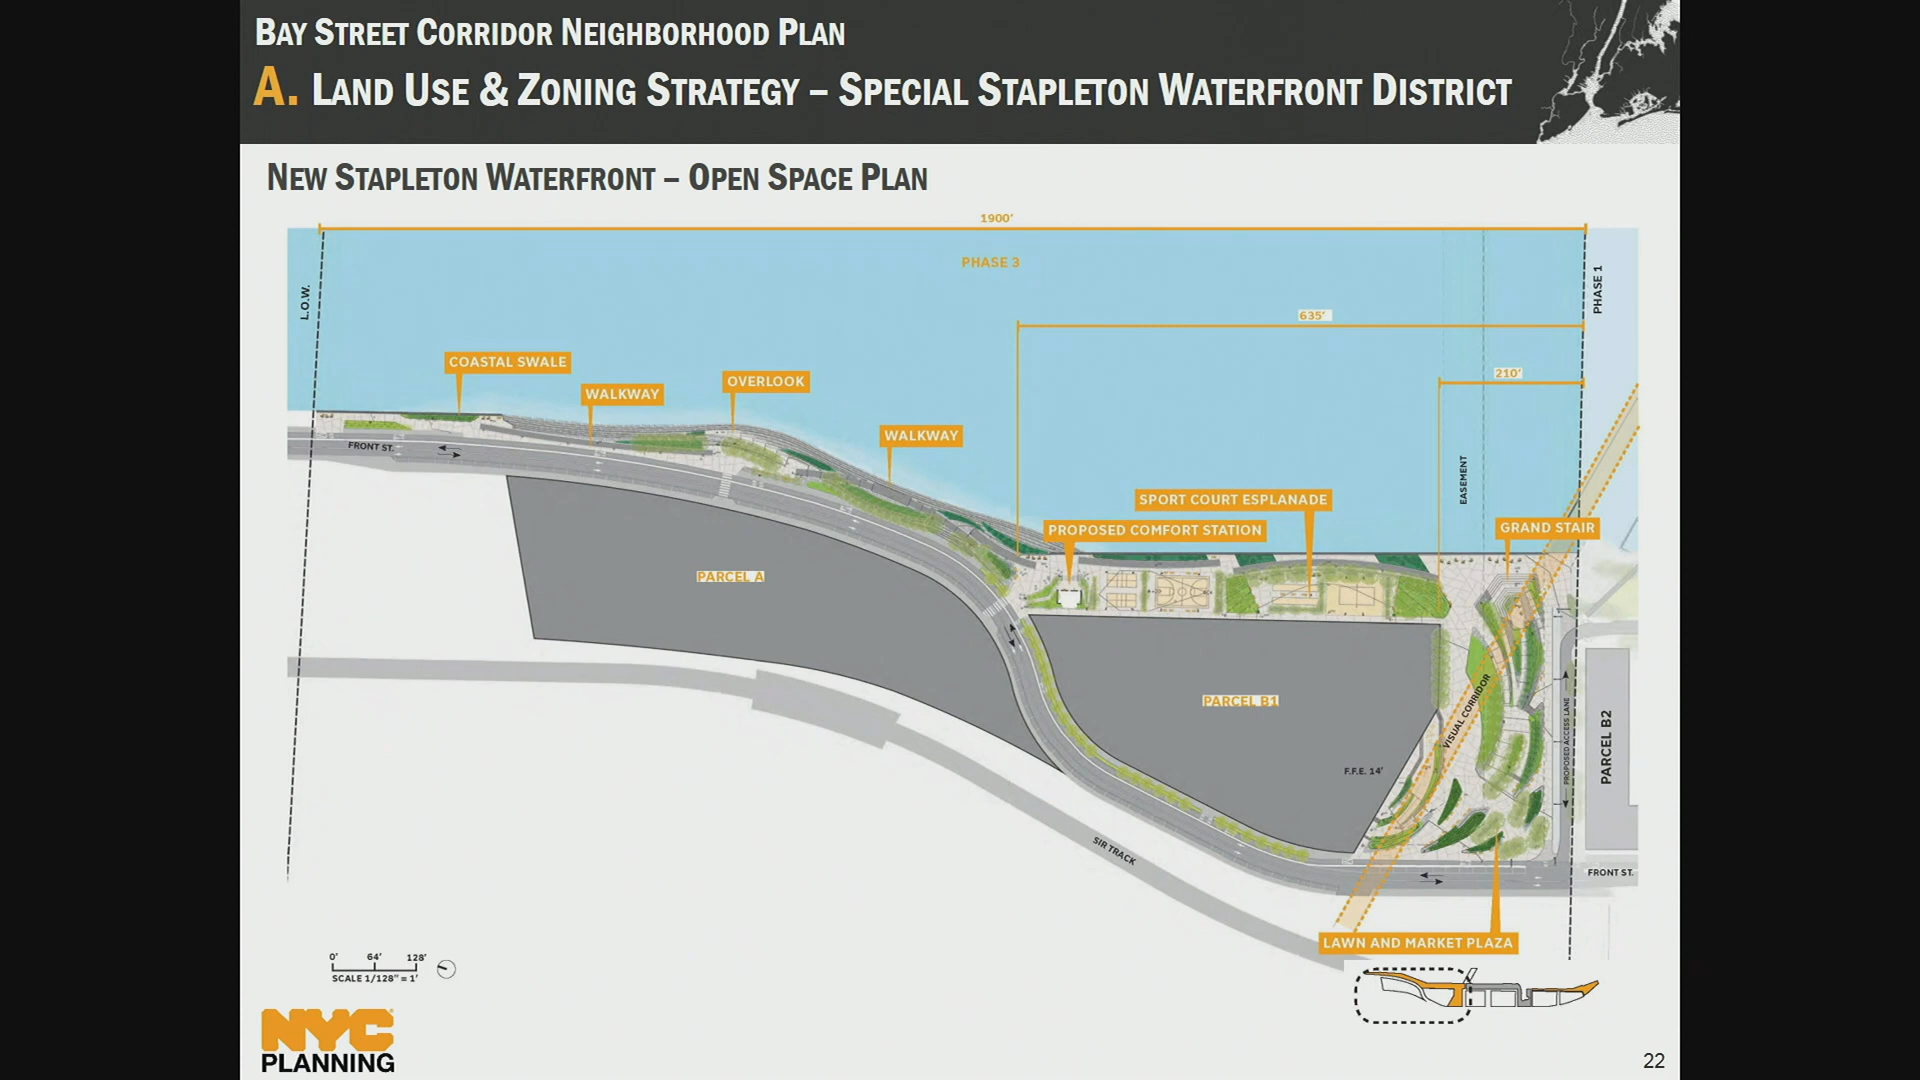 BAY STREET CORRIDOR NEIGHBORHOOD PLAN
A. LAND USE & ZONING STRATEGY – SPECIAL STAPLETON WATERFRONT DISTRICT
NEW STAPLETON WATERFRONT – OPEN SPACE PLAN
1900'
PHASE 3
L.O.W.
PHASE 1
635'
COASTAL SWALE
210'
OVERLOOK
WALKWAY
WALKWAY
FRONT ST.
EASEMENT
SPORT COURT ESPLANADE
PROPOSED COMFORT STATION
GRAND STAIR
PARCEL A
PARCEL B1
VISUAL CORRIDOR
PROPOSED ACCESS LANE
PARCEL B2
F.F.E. 14'
SIR TRACK
FRONT ST.
LAWN AND MARKET PLAZA
0' 64' 128'
SCALE 1/128" = 1'
NYC
PLANNING
22